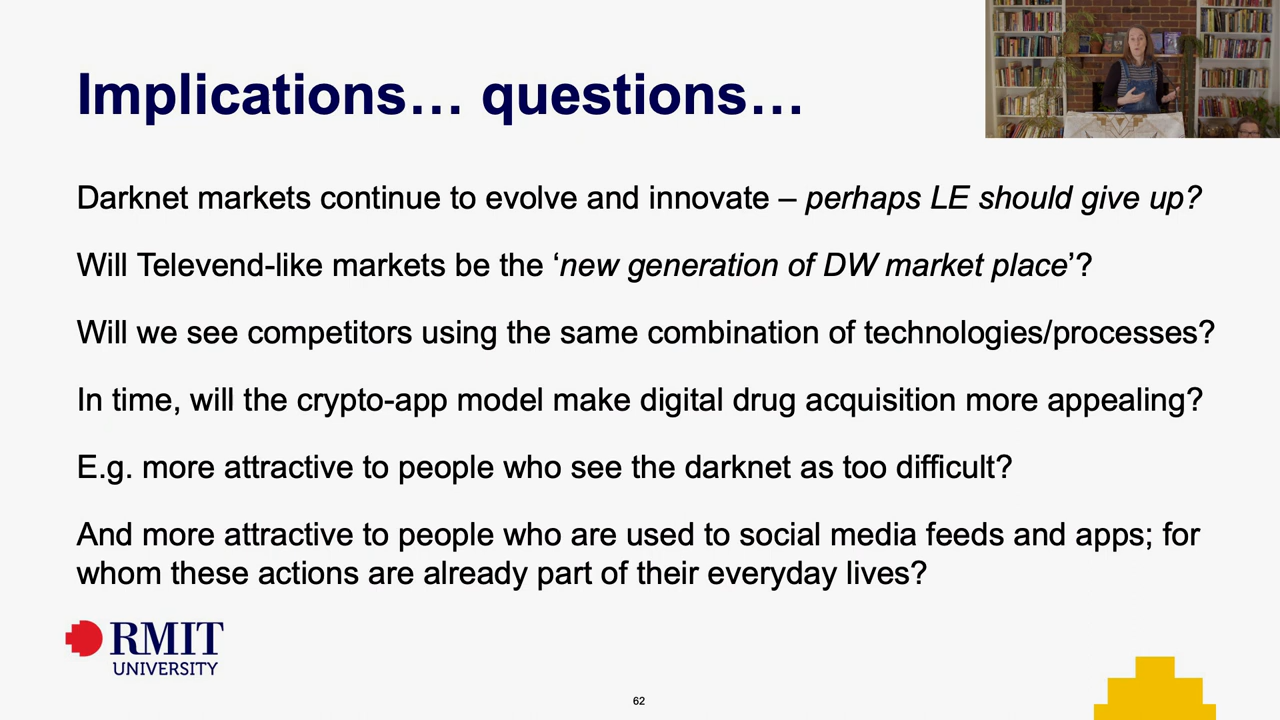 Implications… questions…
Darknet markets continue to evolve and innovate – perhaps LE should give up?
Will Televend-like markets be the ‘new generation of DW market place’?
Will we see competitors using the same combination of technologies/processes?
In time, will the crypto-app model make digital drug acquisition more appealing?
E.g. more attractive to people who see the darknet as too difficult?
And more attractive to people who are used to social media feeds and apps; for
whom these actions are already part of their everyday lives?
RMIT
UNIVERSITY
62